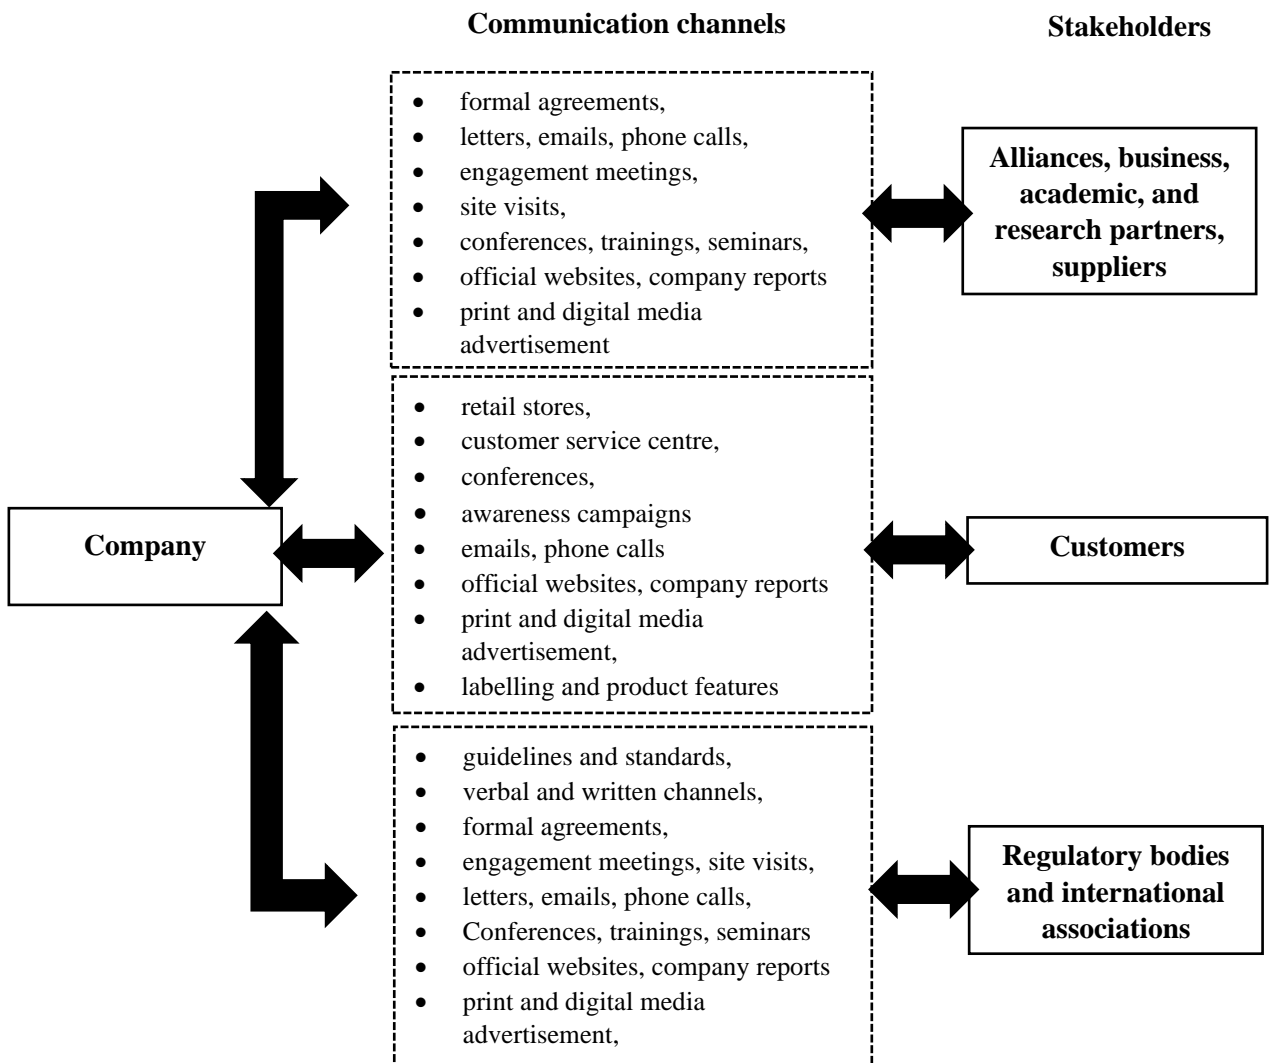 Communication channels
Stakeholders
• formal agreements,
• letters, emails, phone calls,
• engagement meetings,
• site visits,
• conferences, trainings, seminars,
• official websites, company reports
• print and digital media
advertisement
Alliances, business,
academic, and
research partners,
suppliers
Company
• retail stores,
• customer service centre,
• conferences,
• awareness campaigns
• emails, phone calls
• official websites, company reports
• print and digital media
advertisement,
• labelling and product features
Customers
• guidelines and standards,
• verbal and written channels,
• formal agreements,
• engagement meetings, site visits,
• letters, emails, phone calls,
• Conferences, trainings, seminars
• official websites, company reports
• print and digital media
advertisement,
Regulatory bodies
and international
associations